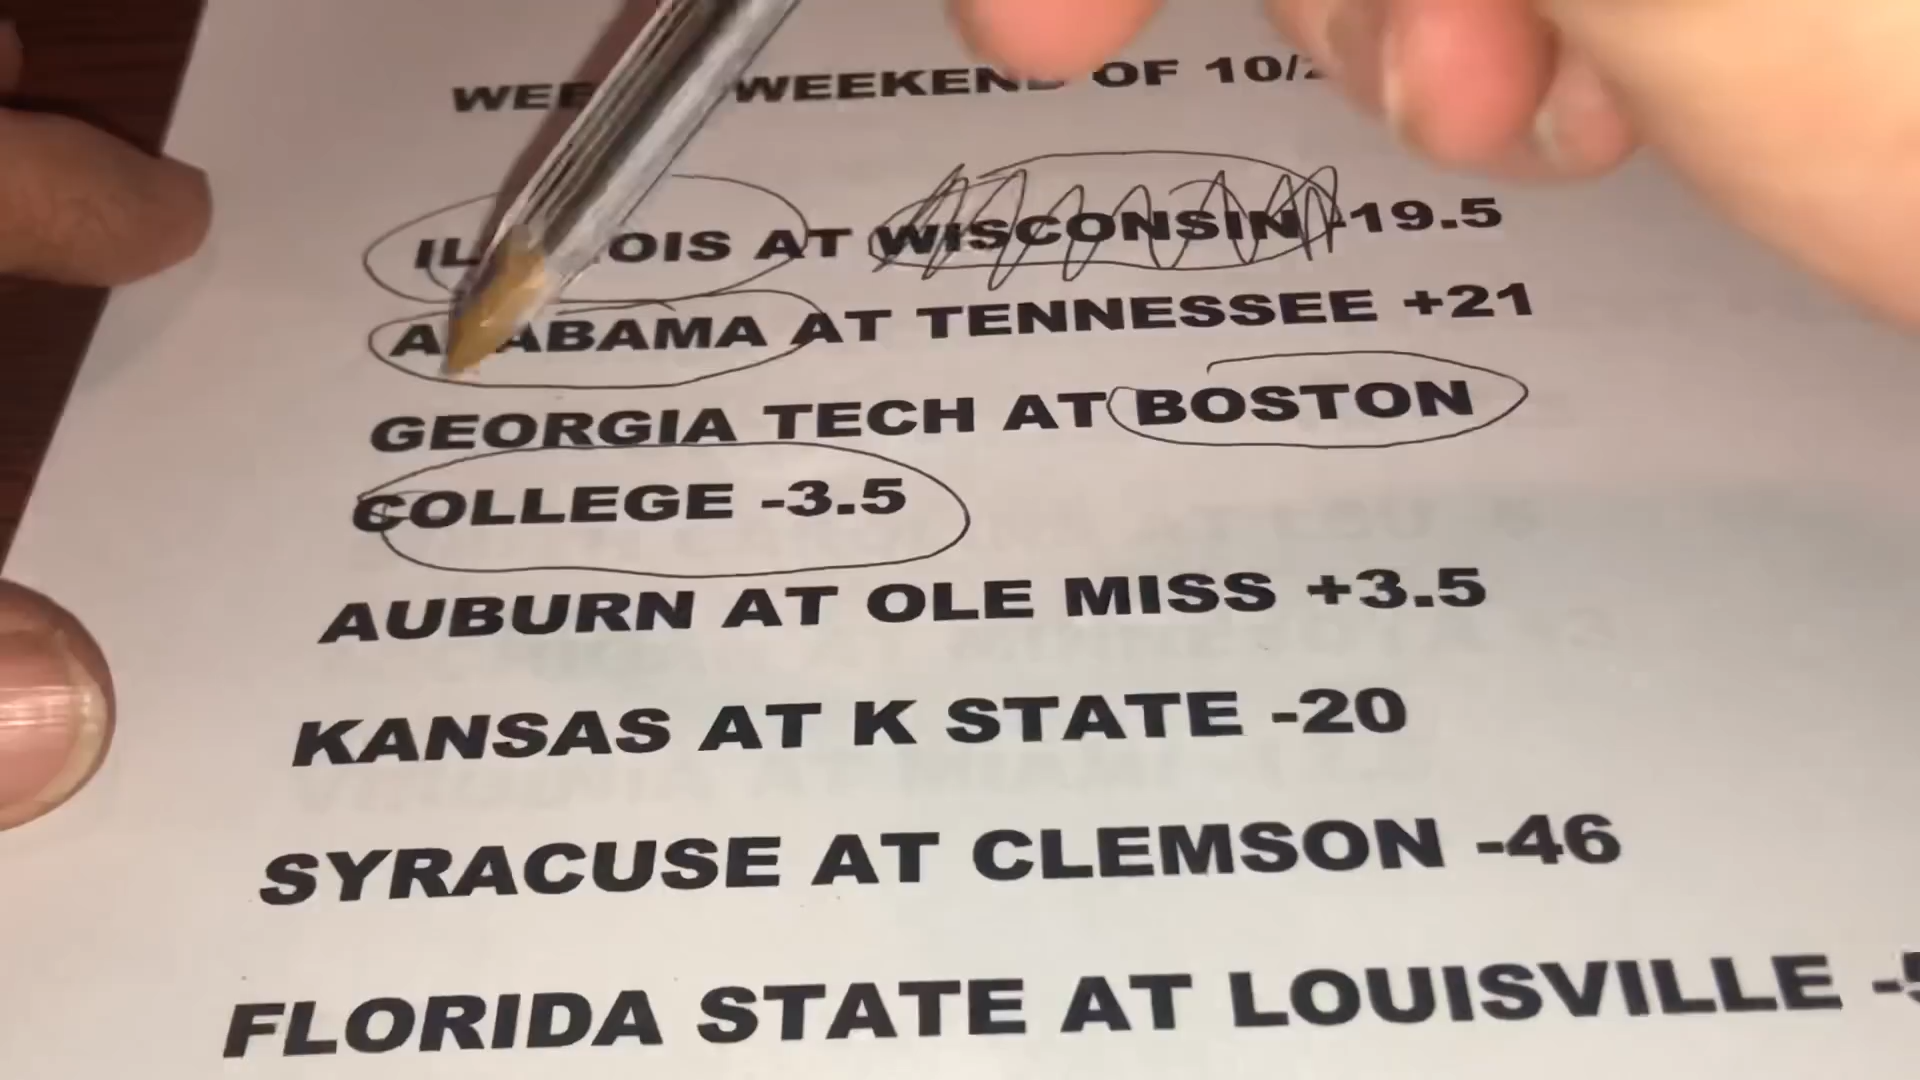 WEEKEND OF 10/2
ILLINOIS AT WISCONSIN -19.5
ALABAMA AT TENNESSEE +21
GEORGIA TECH AT BOSTON
COLLEGE -3.5
AUBURN AT OLE MISS +3.5
KANSAS AT K STATE -20
SYRACUSE AT CLEMSON -46
FLORIDA STATE AT LOUISVILLE